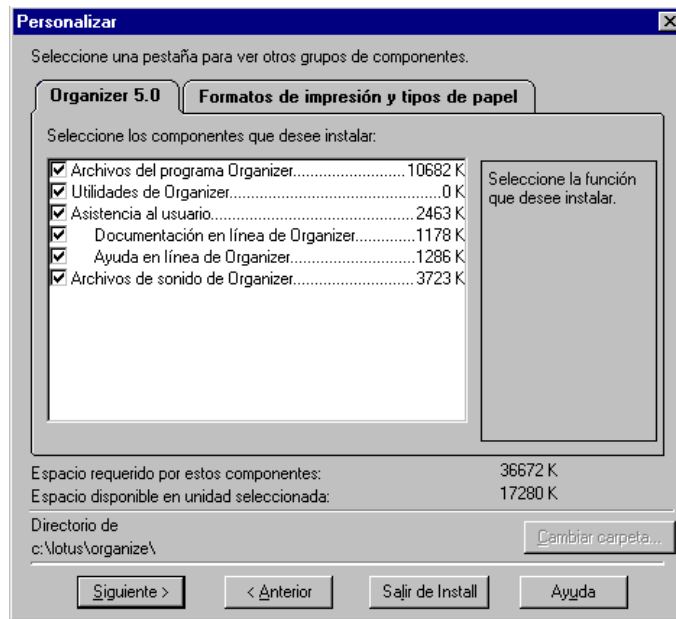 Personalizar
Seleccione una pestaña para ver otros grupos de componentes.
Organizer 5.0 Formatos de impresión y tipos de papel
Seleccione los componentes que desee instalar:
Archivos del programa Organizer....................10682 K
Utilidades de Organizer.......................................0 K
Asistencia al usuario....................................2463 K
Documentación en línea de Organizer.............1178 K
Ayuda en línea de Organizer.......................1286 K
Archivos de sonido de Organizer......................3723 K
Seleccione la función
que desee instalar.
Espacio requerido por estos componentes: 36672 K
Espacio disponible en unidad seleccionada: 17280 K
Directorio de
c:\lotus\organize\
Cambiar carpeta...
Siguiente > < Anterior Salir de Install Ayuda